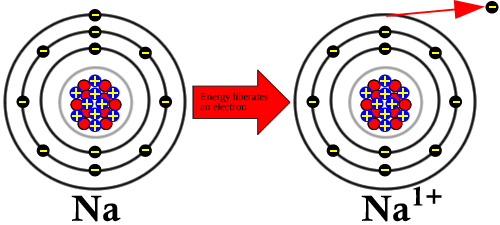 Energy liberates
an electron
Na
Na1+